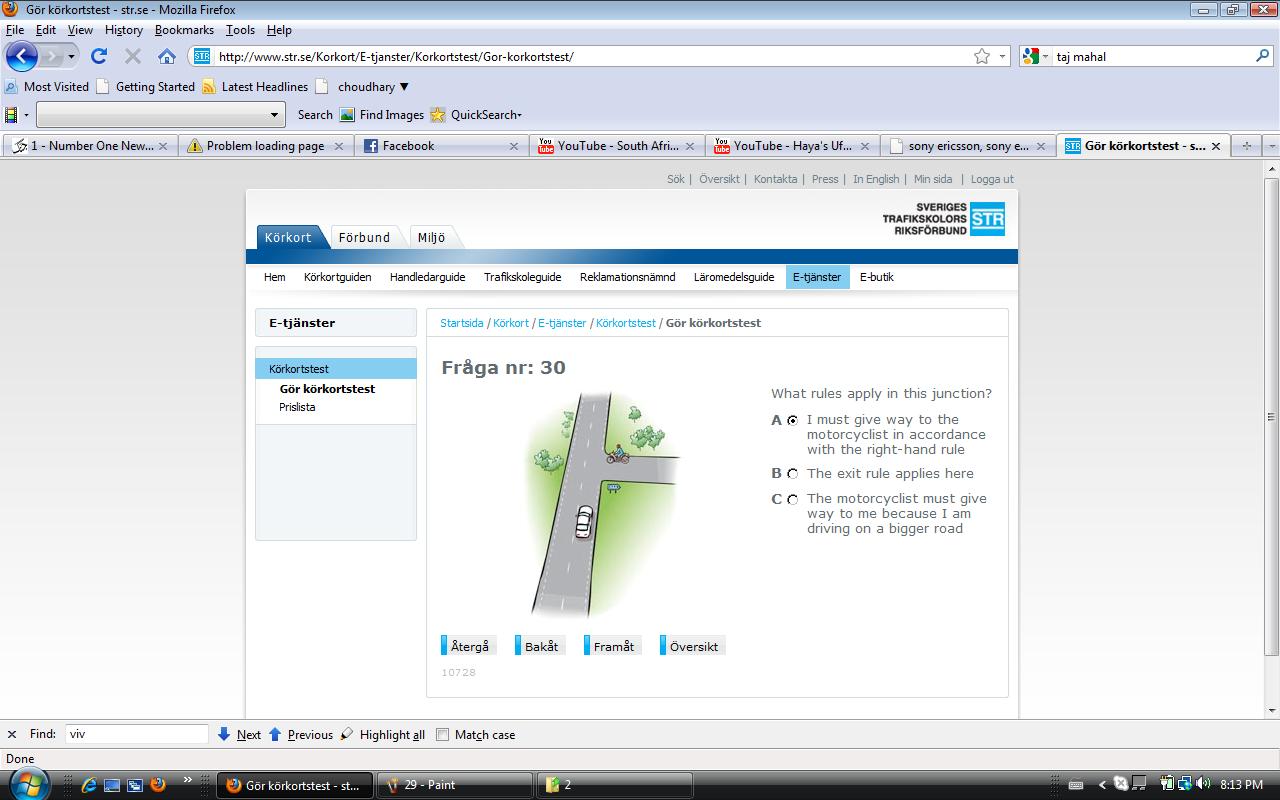 Gör körkortstest - str.se - Mozilla Firefox
File Edit View History Bookmarks Tools Help
STR http://www.str.se/Korkort/E-tjanster/Korkortstest/Gor-korkortstest/ taj mahal
Most Visited Getting Started Latest Headlines choudhary ▼
Search Find Images QuickSearch
1 - Number One New... Problem loading page Facebook YouTube - South Afri... YouTube - Haya's Uf... sony ericsson, sony e... Gör körkortstest - s...
Sök | Översikt | Kontakta | Press | In English | Min sida | Logga ut
SVERIGES
TRAFIKSKOLORS STR
RIKSFÖRBUND
Körkort Förbund Miljö
Hem Körkortguiden Handledarguide Trafikskoleguide Reklamationsnämnd Läromedelsguide E-tjänster E-butik
E-tjänster
Körkortstest
Gör körkortstest
Prislista
Startsida / Körkort / E-tjänster / Körkortstest / Gör körkortstest
Fråga nr: 30
What rules apply in this junction?
A I must give way to the
motorcyclist in accordance
with the right-hand rule
B The exit rule applies here
C The motorcyclist must give
way to me because I am
driving on a bigger road
Återgå Bakåt Framåt Översikt
10728
Find: viv Next Previous Highlight all Match case
Done
Gör körkortstest - st... 29 - Paint 2 8:13 PM